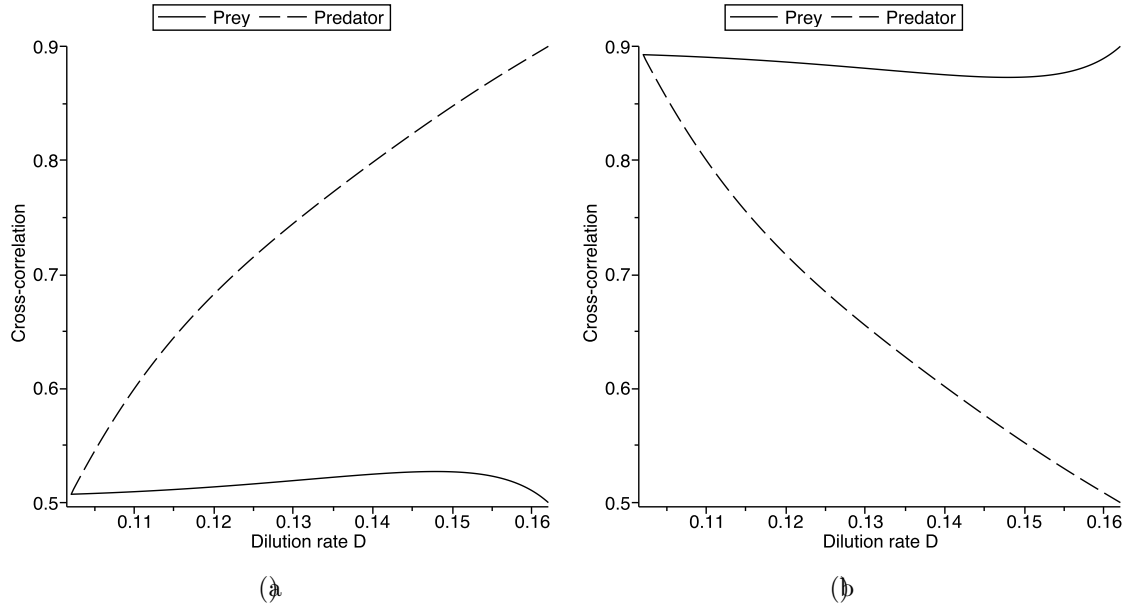 Prey Predator
0.9
0.8
0.7
0.6
0.5
Cross-correlation
0.11 0.12 0.13 0.14 0.15 0.16
Dilution rate D
(a)
Prey Predator
0.9
0.8
0.7
0.6
0.5
Cross-correlation
0.11 0.12 0.13 0.14 0.15 0.16
Dilution rate D
(b)